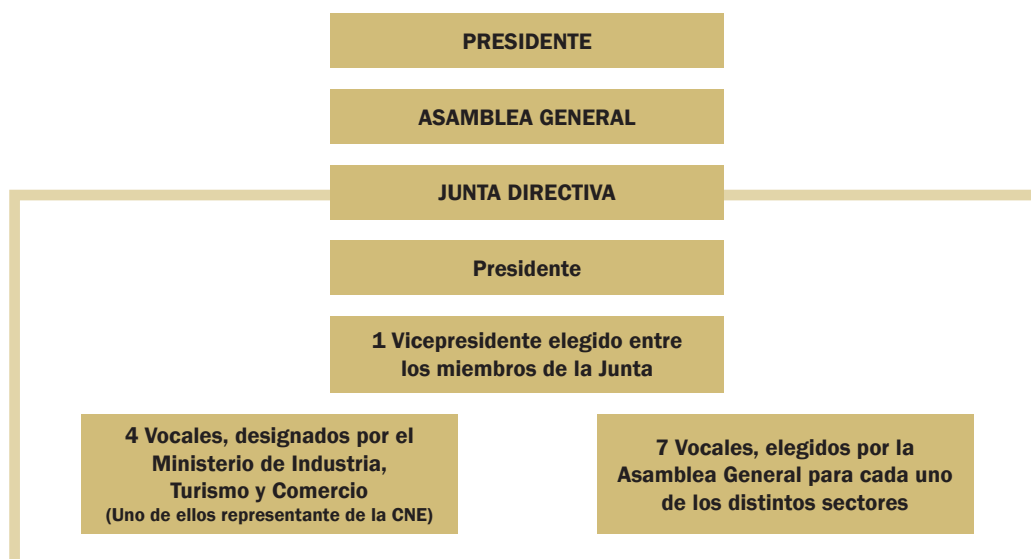 PRESIDENTE
ASAMBLEA GENERAL
JUNTA DIRECTIVA
Presidente
1 Vicepresidente elegido entre
los miembros de la Junta
4 Vocales, designados por el
Ministerio de Industria,
Turismo y Comercio
(Uno de ellos representante de la CNE)
7 Vocales, elegidos por la
Asamblea General para cada uno
de los distintos sectores